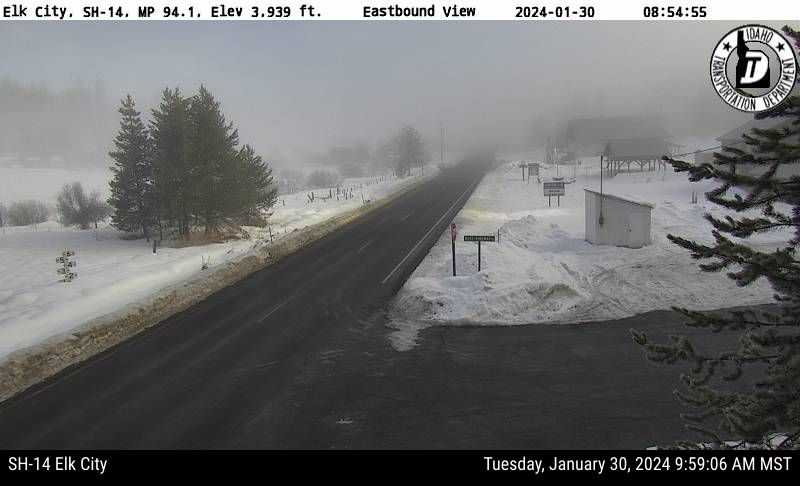 Elk City, SH-14, MP 94.1, Elev 3,939 ft. Eastbound View 2024-01-30 08:54:55
IDAHO TRANSPORTATION DEPARTMENT
SH-14 Elk City Tuesday, January 30, 2024 9:59:06 AM MST